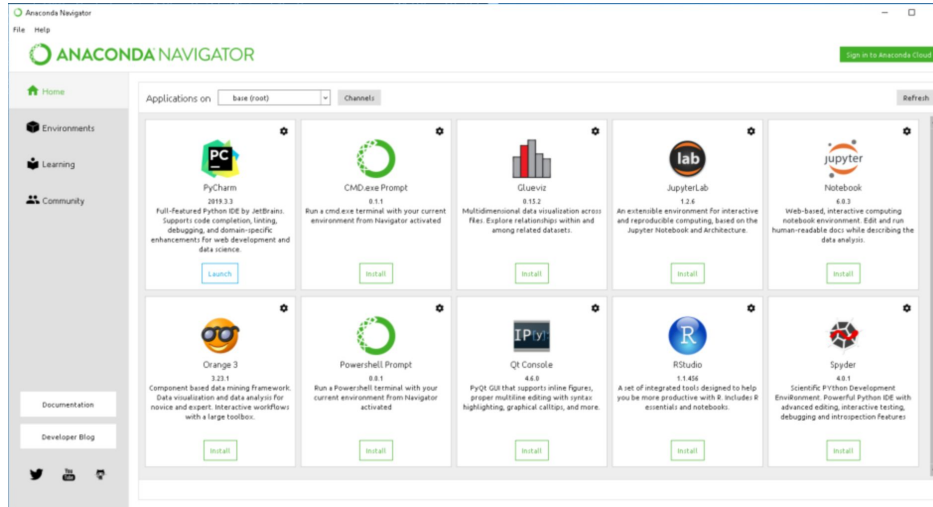 Anaconda Navigator
File Help
ANACONDA NAVIGATOR
Sign in to Anaconda Cloud
Home
Environments
Learning
Community
Documentation
Developer Blog
You
Tube
Applications on base (root) Channels Refresh
PC
PyCharm
2019.3.3
Full-featured Python IDE by JetBrains.
Supports code completion, linting,
debugging, and domain-specific
enhancements for web development and
data science.
Launch
CMD.exe Prompt
0.1.1
Run a cmd.exe terminal with your current
environment from Navigator activated
Install
Glueviz
0.15.2
Multidimensional data visualization across
files. Explore relationships within and
among related datasets.
Install
lab
JupyterLab
1.2.6
An extensible environment for interactive
and reproducible computing, based on the
Jupyter Notebook and Architecture.
Install
jupyter
Notebook
6.0.3
Web-based, interactive computing
notebook environment. Edit and run
human-readable docs while describing the
data analysis.
Install
Orange 3
3.23.1
Component based data mining framework.
Data visualization and data analysis for
novice and expert. Interactive workflows
with a large toolbox.
Install
Powershell Prompt
0.0.1
Run a Powershell terminal with your
current environment from Navigator
activated
Install
IP[y]:
Qt Console
4.6.0
PyQt GUI that supports inline figures,
proper multiline editing with syntax
highlighting, graphical calltips, and more.
Install
R
RStudio
1.1.456
A set of integrated tools designed to help
you be more productive with R. Includes R
essentials and notebooks.
Install
Spyder
4.0.1
Scientific PYthon Development
EnviRonment. Powerful Python IDE with
advanced editing, interactive testing,
debugging and introspection features
Install